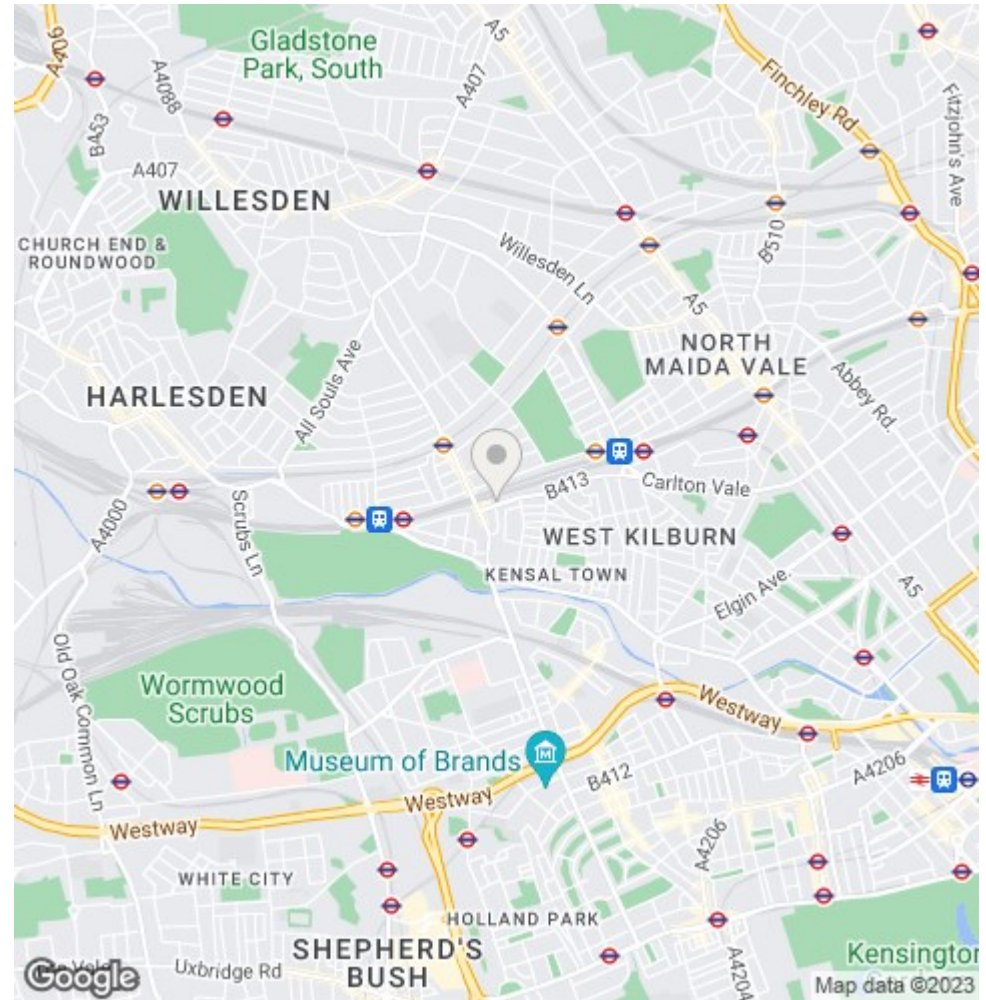 A406
A4088
Gladstone
Park, South
A5
A407
Finchley Rd
Fitzjohn's Ave
B453
A407
WILLESDEN
CHURCH END &
ROUNDWOOD
Willesden Ln
B510
A5
NORTH
MAIDA VALE
All Souls Ave
Abbey Rd.
HARLESDEN
B413
Carlton Vale
A4000
Scrubs Ln
WEST KILBURN
KENSAL TOWN
Elgin Ave.
A5
Old Oak Common Ln
Wormwood
Scrubs
Westway
Museum of Brands
M
B412
A4206
Westway
Westway
A4206
WHITE CITY
HOLLAND PARK
SHEPHERD'S
BUSH
Kensington
Uxbridge Rd
A4204
Google
Map data ©2023